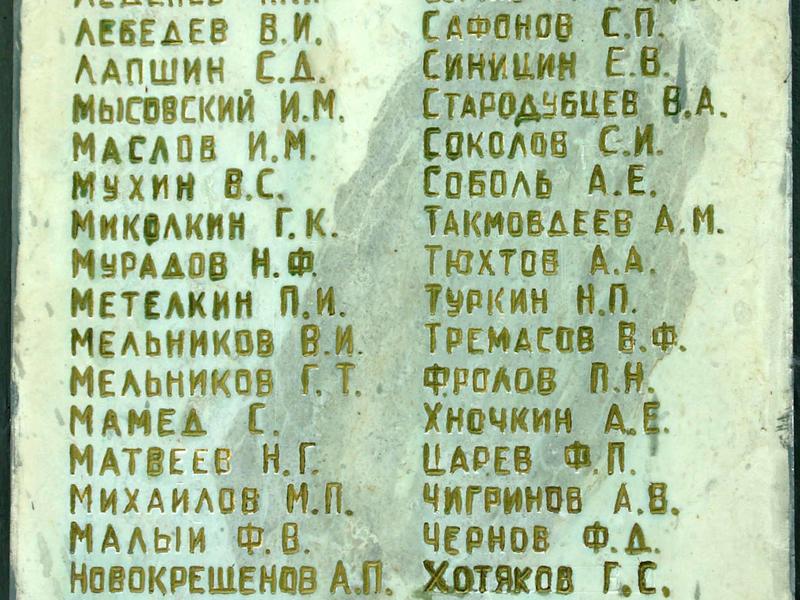 ЛЕБЕДЕВ В.И.
ЛАПШИН С.Д.
МЫСОВСКИЙ И.М.
МАСЛОВ И.М.
МУХИН В.С.
МИКОЛКИН Г.К.
МУРАДОВ Н.Ф.
МЕТЕЛКИН П.И.
МЕЛЬНИКОВ В.И.
МЕЛЬНИКОВ Г.Т.
МАМЕД С.
МАТВЕЕВ Н.Г.
МИХАИЛОВ М.П.
МАЛЫИ Ф.В.
НОВОКРЕЩЕНОВ А.П.
САФОНОВ С.П.
СИНИЦИН Е.В.
СТАРОДУБЦЕВ В.А.
СОКОЛОВ С.И.
СОБОЛЬ А.Е.
ТАКМОВДЕЕВ А.М.
ТЮХТОВ А.А.
ТУРКИН Н.П.
ТРЕМАСОВ В.Ф.
ФРОЛОВ П.Н.
ХНОЧКИН А.Е.
ЦАРЕВ Ф.П.
ЧИГРИНОВ А.В.
ЧЕРНОВ Ф.Д.
ХОТЯКОВ Г.С.